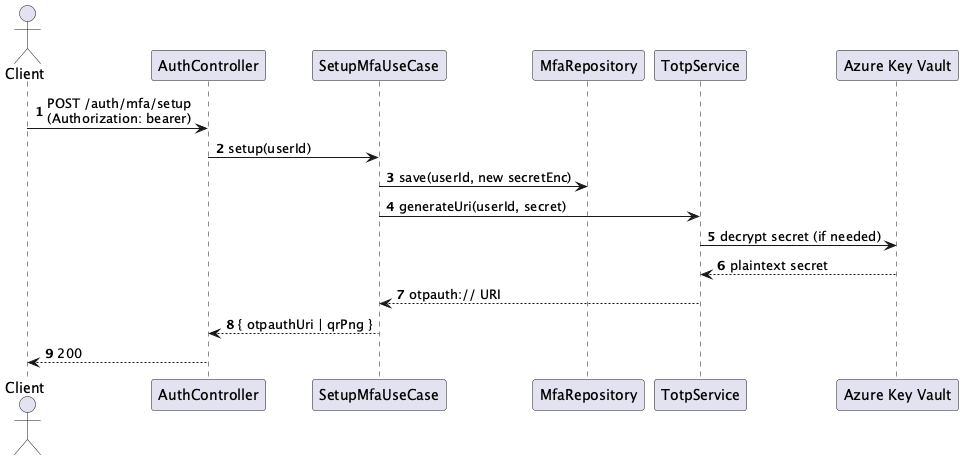 Client
AuthController
SetupMfaUseCase
MfaRepository
TotpService
Azure Key Vault
1 POST /auth/mfa/setup
(Authorization: bearer)
2 setup(userId)
3 save(userId, new secretEnc)
4 generateUri(userId, secret)
5 decrypt secret (if needed)
6 plaintext secret
7 otpauth:// URI
8 { otpauthUri | qrPng }
9 200
Client
AuthController
SetupMfaUseCase
MfaRepository
TotpService
Azure Key Vault